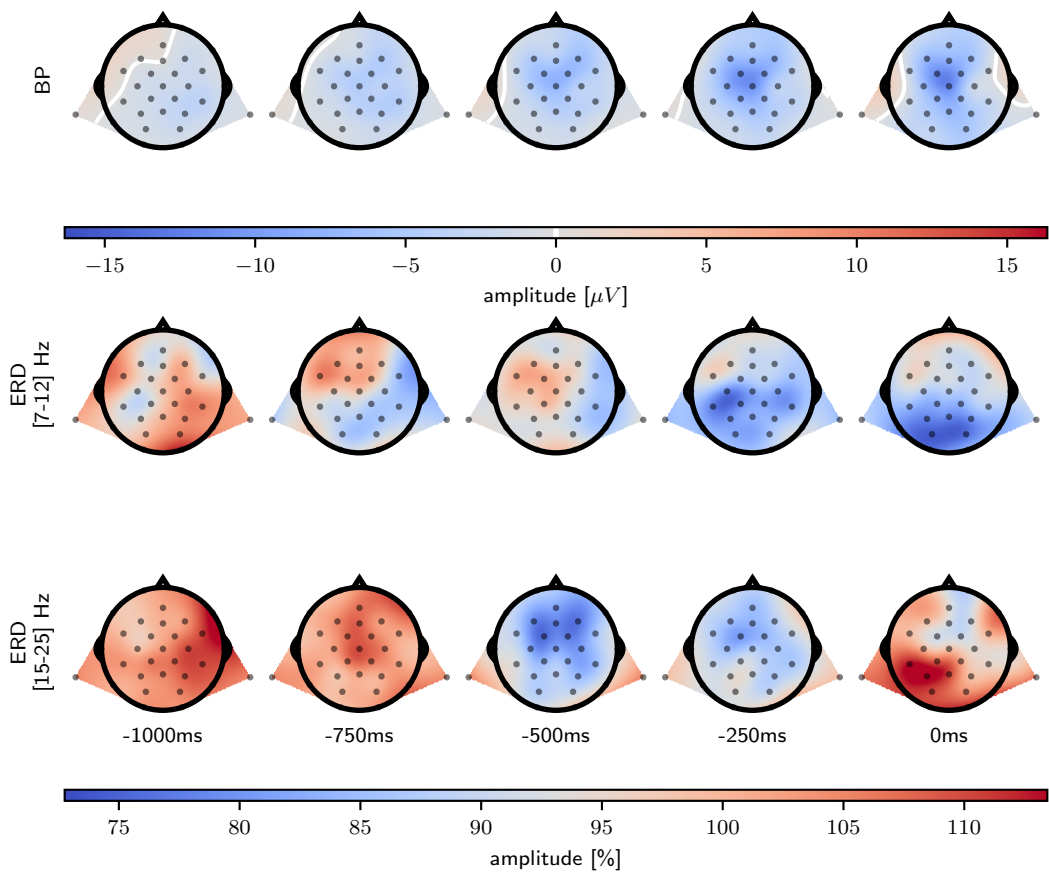 BP
−15 −10 −5 0 5 10 15
amplitude [μV]
ERD
[7-12] Hz
ERD
[15-25] Hz
-1000ms -750ms -500ms -250ms 0ms
75 80 85 90 95 100 105 110
amplitude [%]